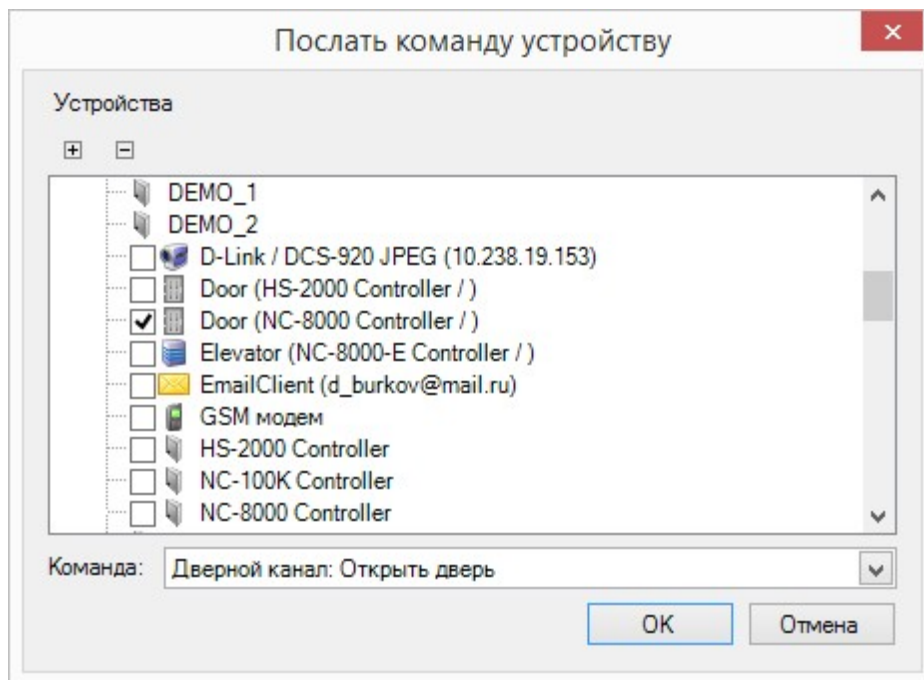 Послать команду устройству
Устройства
DEMO_1
DEMO_2
D-Link / DCS-920 JPEG (10.238.19.153)
Door (HS-2000 Controller / )
Door (NC-8000 Controller / )
Elevator (NC-8000-E Controller / )
EmailClient (d_burkov@mail.ru)
GSM модем
HS-2000 Controller
NC-100K Controller
NC-8000 Controller
Команда: Дверной канал: Открыть дверь
OK Отмена